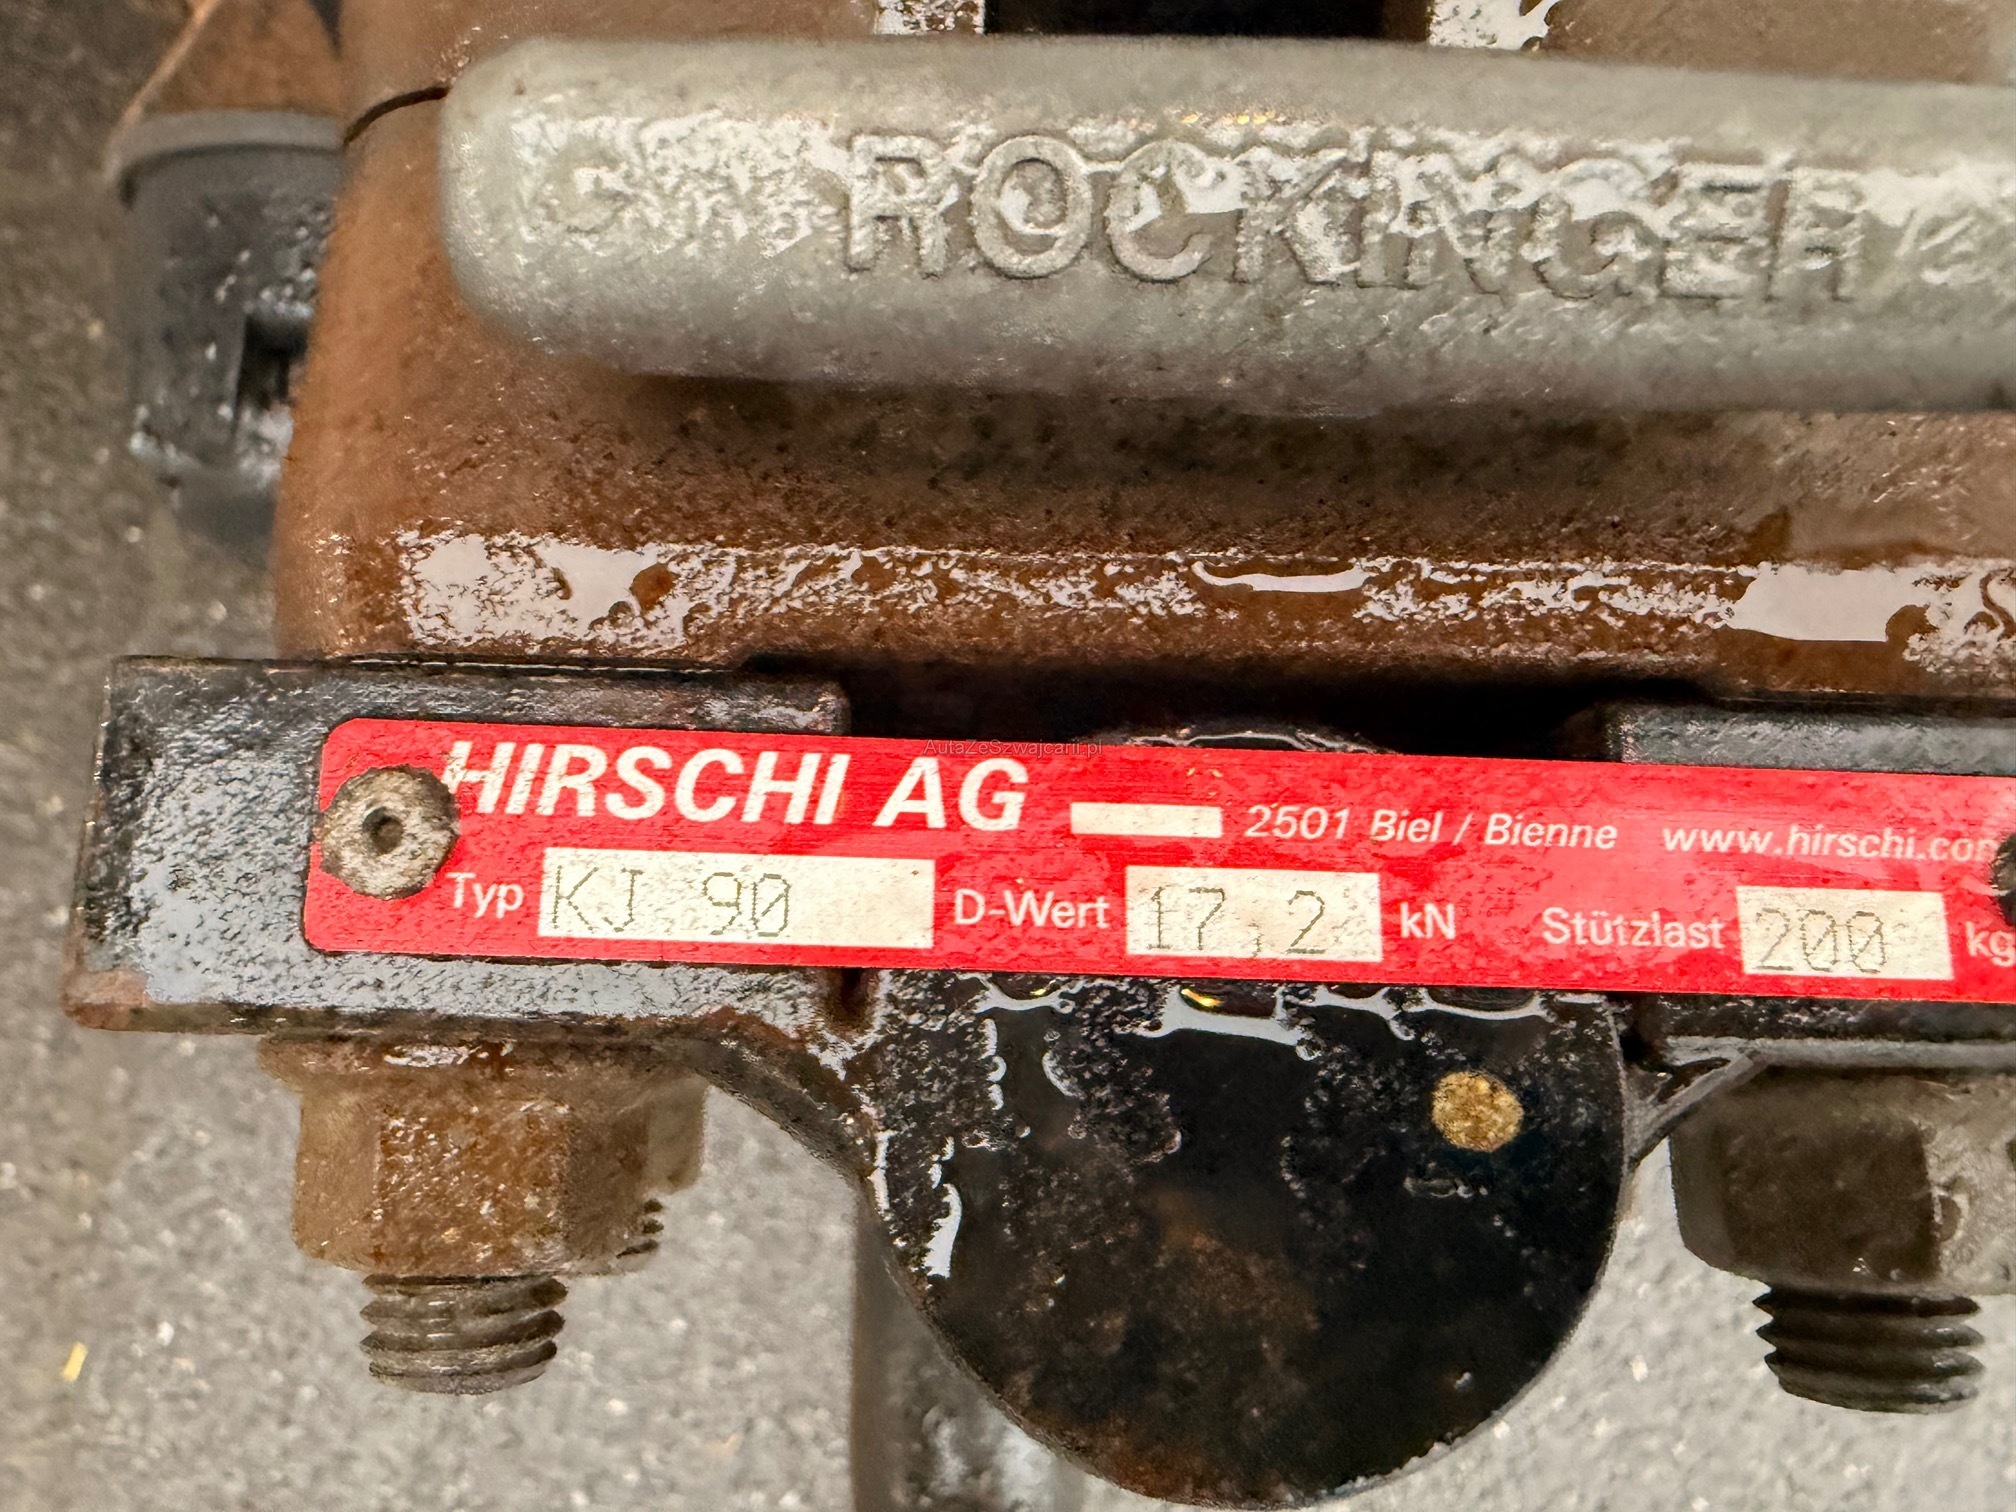 ROCKINGER
AutaZeSzwajcarii.pl
HIRSCHI AG 2501 Biel / Bienne www.hirschi.com
Typ KJ 90 D-Wert 17,2 kN Stützlast 200 kg